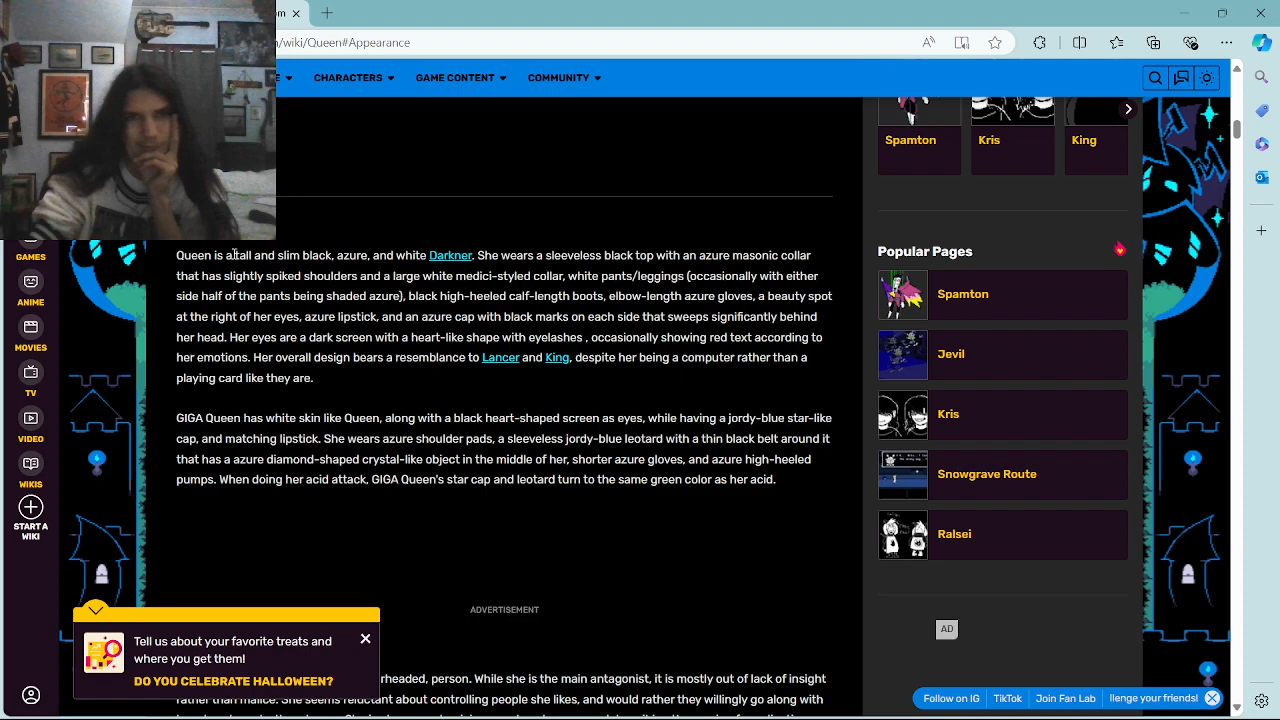 m
n/wiki/Queen#Appearance
CHARACTERS
GAME CONTENT
COMMUNITY
Spamton
Kris
King
Queen is a tall and slim black, azure, and white Darkner. She wears a sleeveless black top with an azure masonic collar
that has slightly spiked shoulders and a large white medici-styled collar, white pants/leggings (occasionally with either
side half of the pants being shaded azure), black high-heeled calf-length boots, elbow-length azure gloves, a beauty spot
at the right of her eyes, azure lipstick, and an azure cap with black marks on each side that sweeps significantly behind
her head. Her eyes are a dark screen with a heart-like shape with eyelashes , occasionally showing red text according to
her emotions. Her overall design bears a resemblance to Lancer and King, despite her being a computer rather than a
playing card like they are.
GIGA Queen has white skin like Queen, along with a black heart-shaped screen as eyes, while having a jordy-blue star-like
cap, and matching lipstick. She wears azure shoulder pads, a sleeveless jordy-blue leotard with a thin black belt around it
that has a azure diamond-shaped crystal-like object in the middle of her, shorter azure gloves, and azure high-heeled
pumps. When doing her acid attack, GIGA Queen's star cap and leotard turn to the same green color as her acid.
ADVERTISEMENT
rheaded, person. While she is the main antagonist, it is mostly out of lack of insight
rather than malice. She seems reluctant about controlling people she likes, and would rather they willingly go along with
GAMES
ANIME
MOVIES
TV
VIDEO
WIKIS
START A
WIKI
Tell us about your favorite treats and
where you get them!
DO YOU CELEBRATE HALLOWEEN?
Popular Pages
Spamton
Jevil
Kris
Snowgrave Route
Ralsei
AD
Follow on IG
TikTok
Join Fan Lab
llenge your friends!